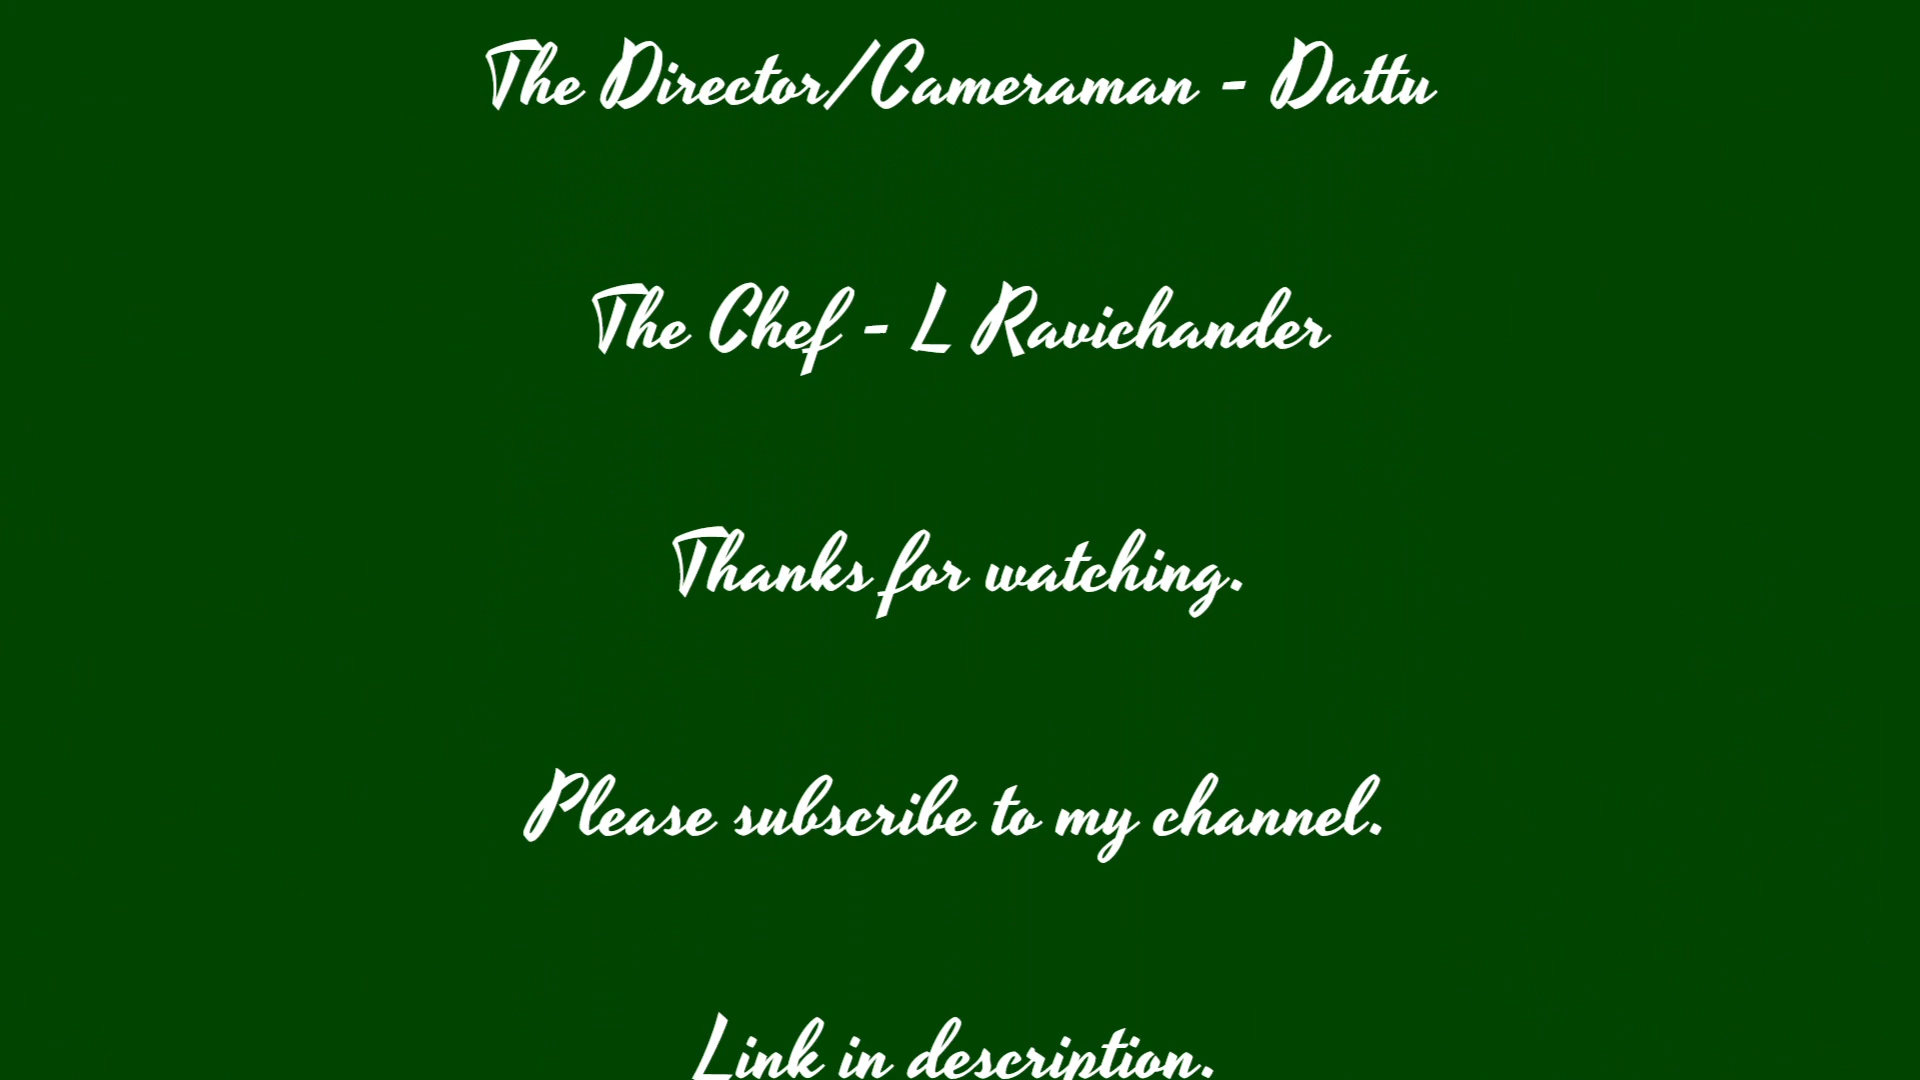 The Director/Cameraman - Dattu
The Chef - L Ravichander
Thanks for watching.
Please subscribe to my channel.
Link in description.